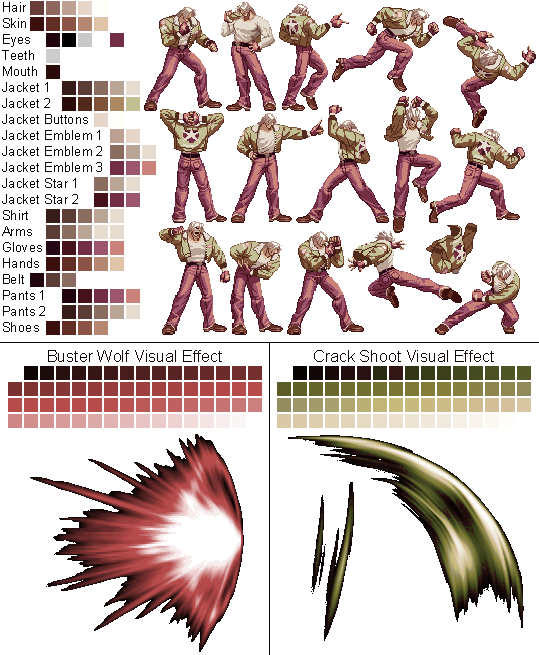 Hair
Skin
Eyes
Teeth
Mouth
Jacket 1
Jacket 2
Jacket Buttons
Jacket Emblem 1
Jacket Emblem 2
Jacket Emblem 3
Jacket Star 1
Jacket Star 2
Shirt
Arms
Gloves
Hands
Belt
Pants 1
Pants 2
Shoes
Buster Wolf Visual Effect
Crack Shoot Visual Effect